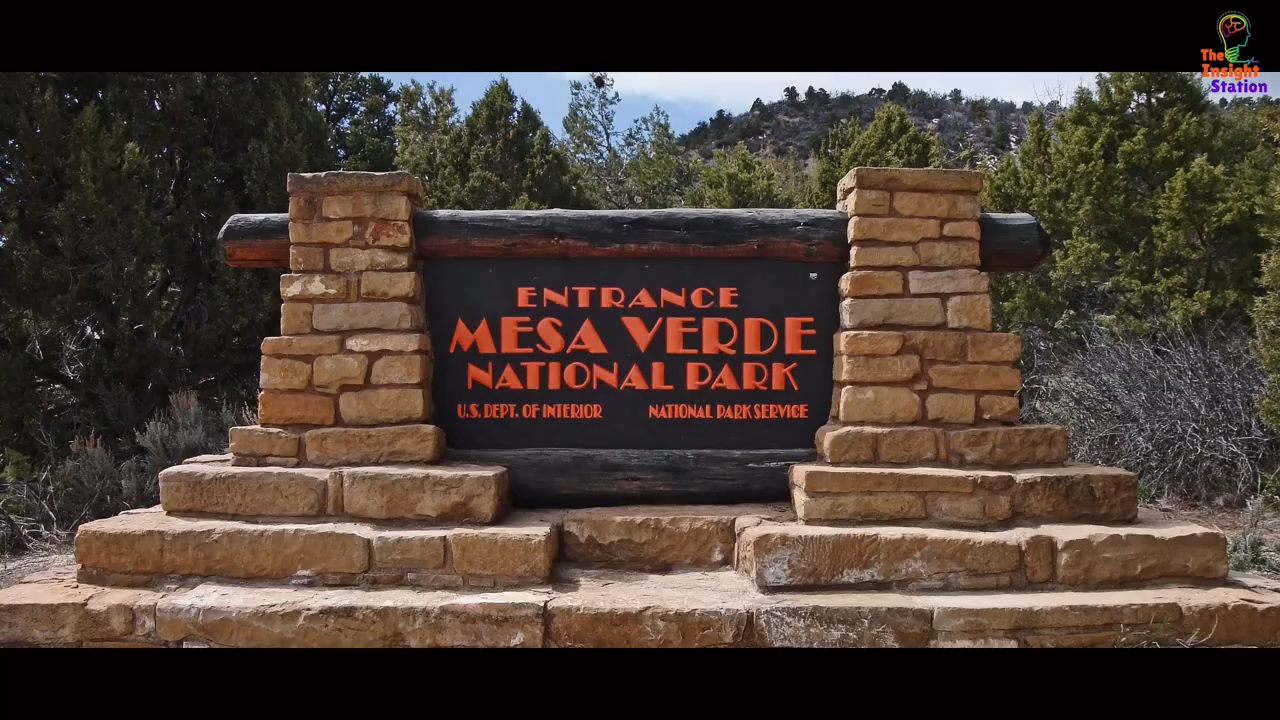 The
Insight
Station
ENTRANCE
MESA VERDE
NATIONAL PARK
U.S. DEPT. OF INTERIOR NATIONAL PARK SERVICE